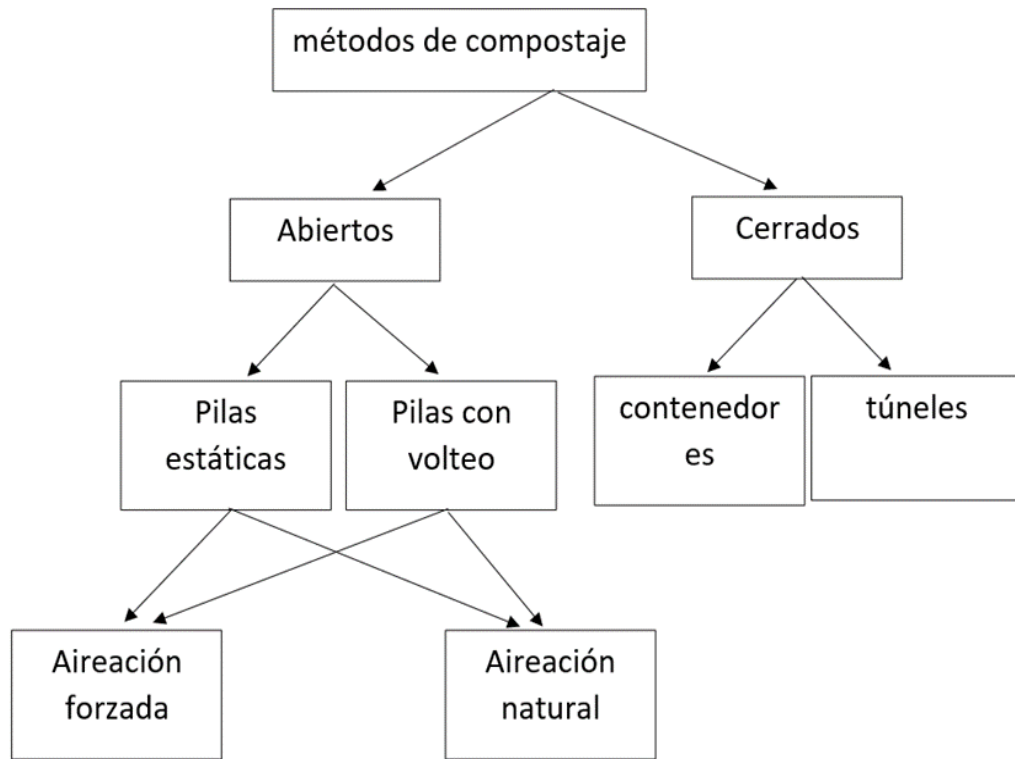 métodos de compostaje
Abiertos
Cerrados
Pilas
estáticas
Pilas con
volteo
contenedor
es
túneles
Aireación
forzada
Aireación
natural